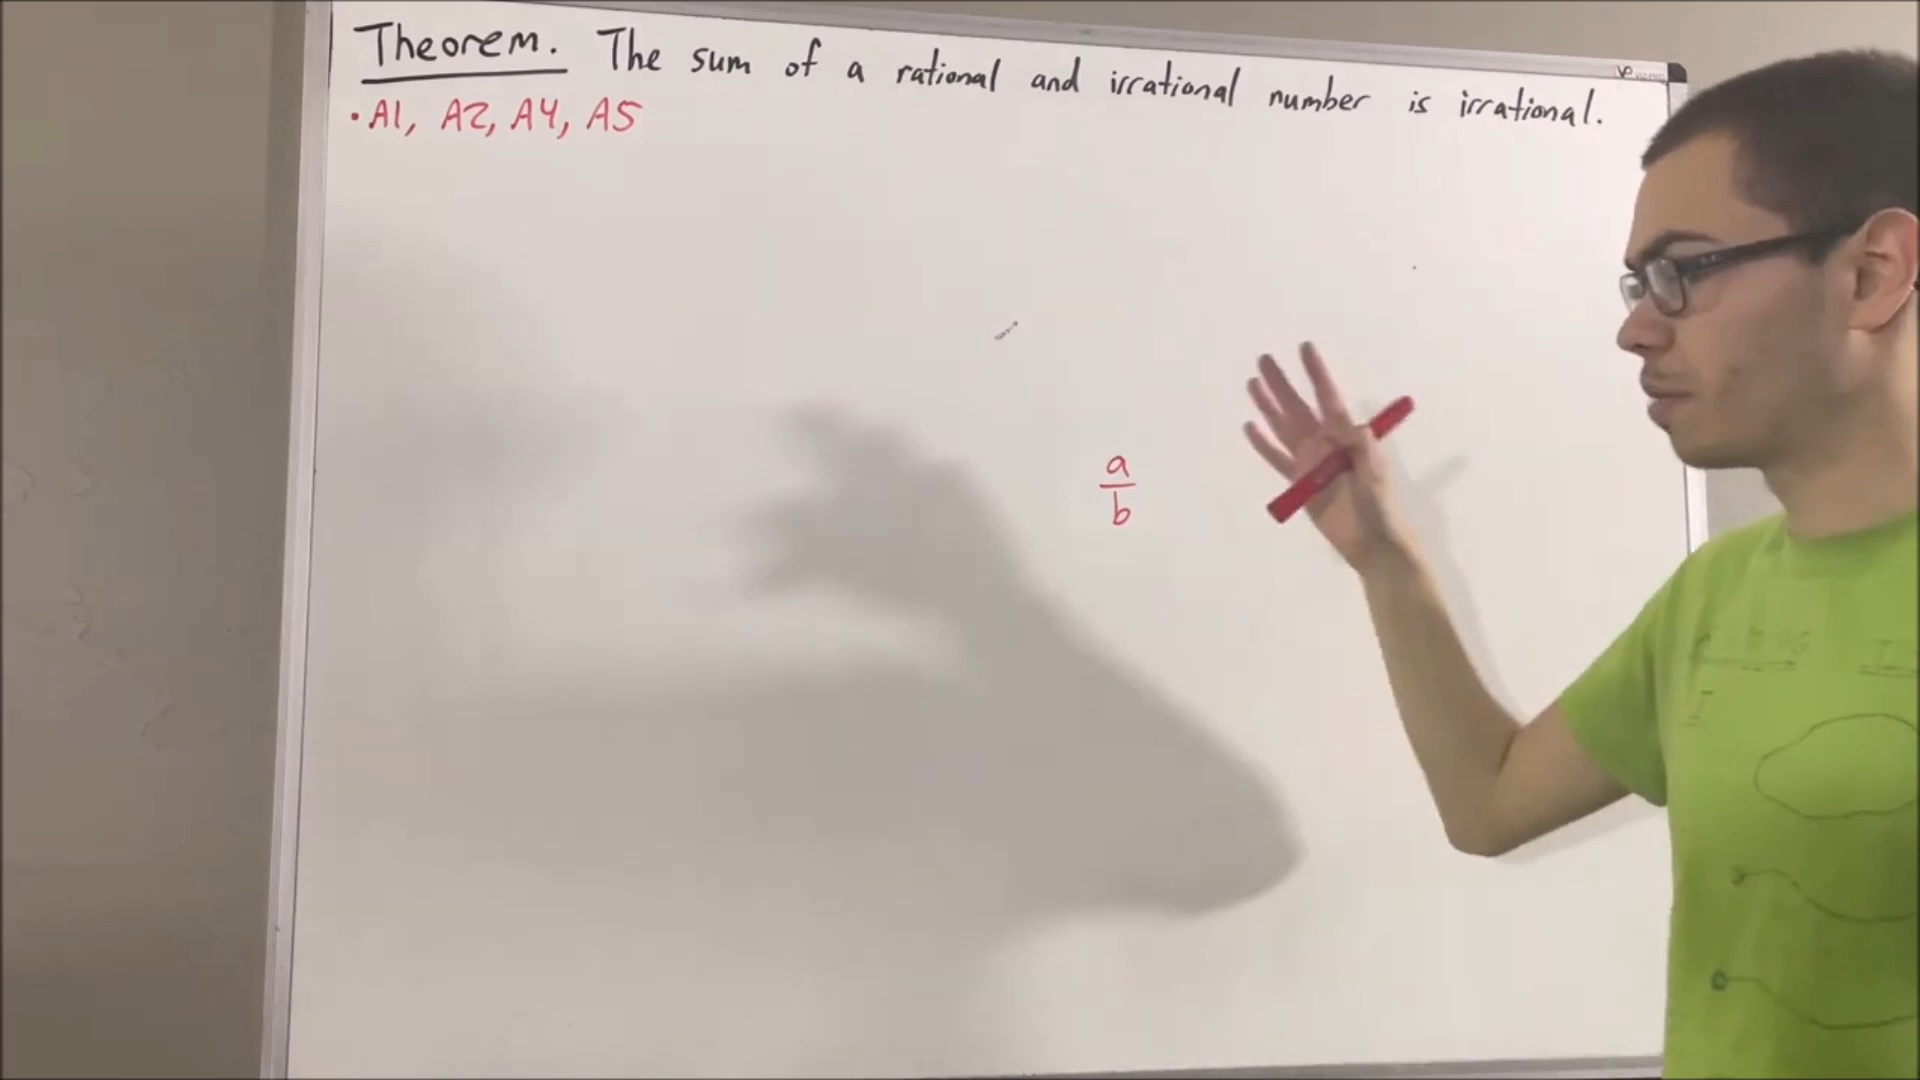 Theorem. The sum of a rational and irrational number is irrational.
• A1, A2, A4, A5
a
b